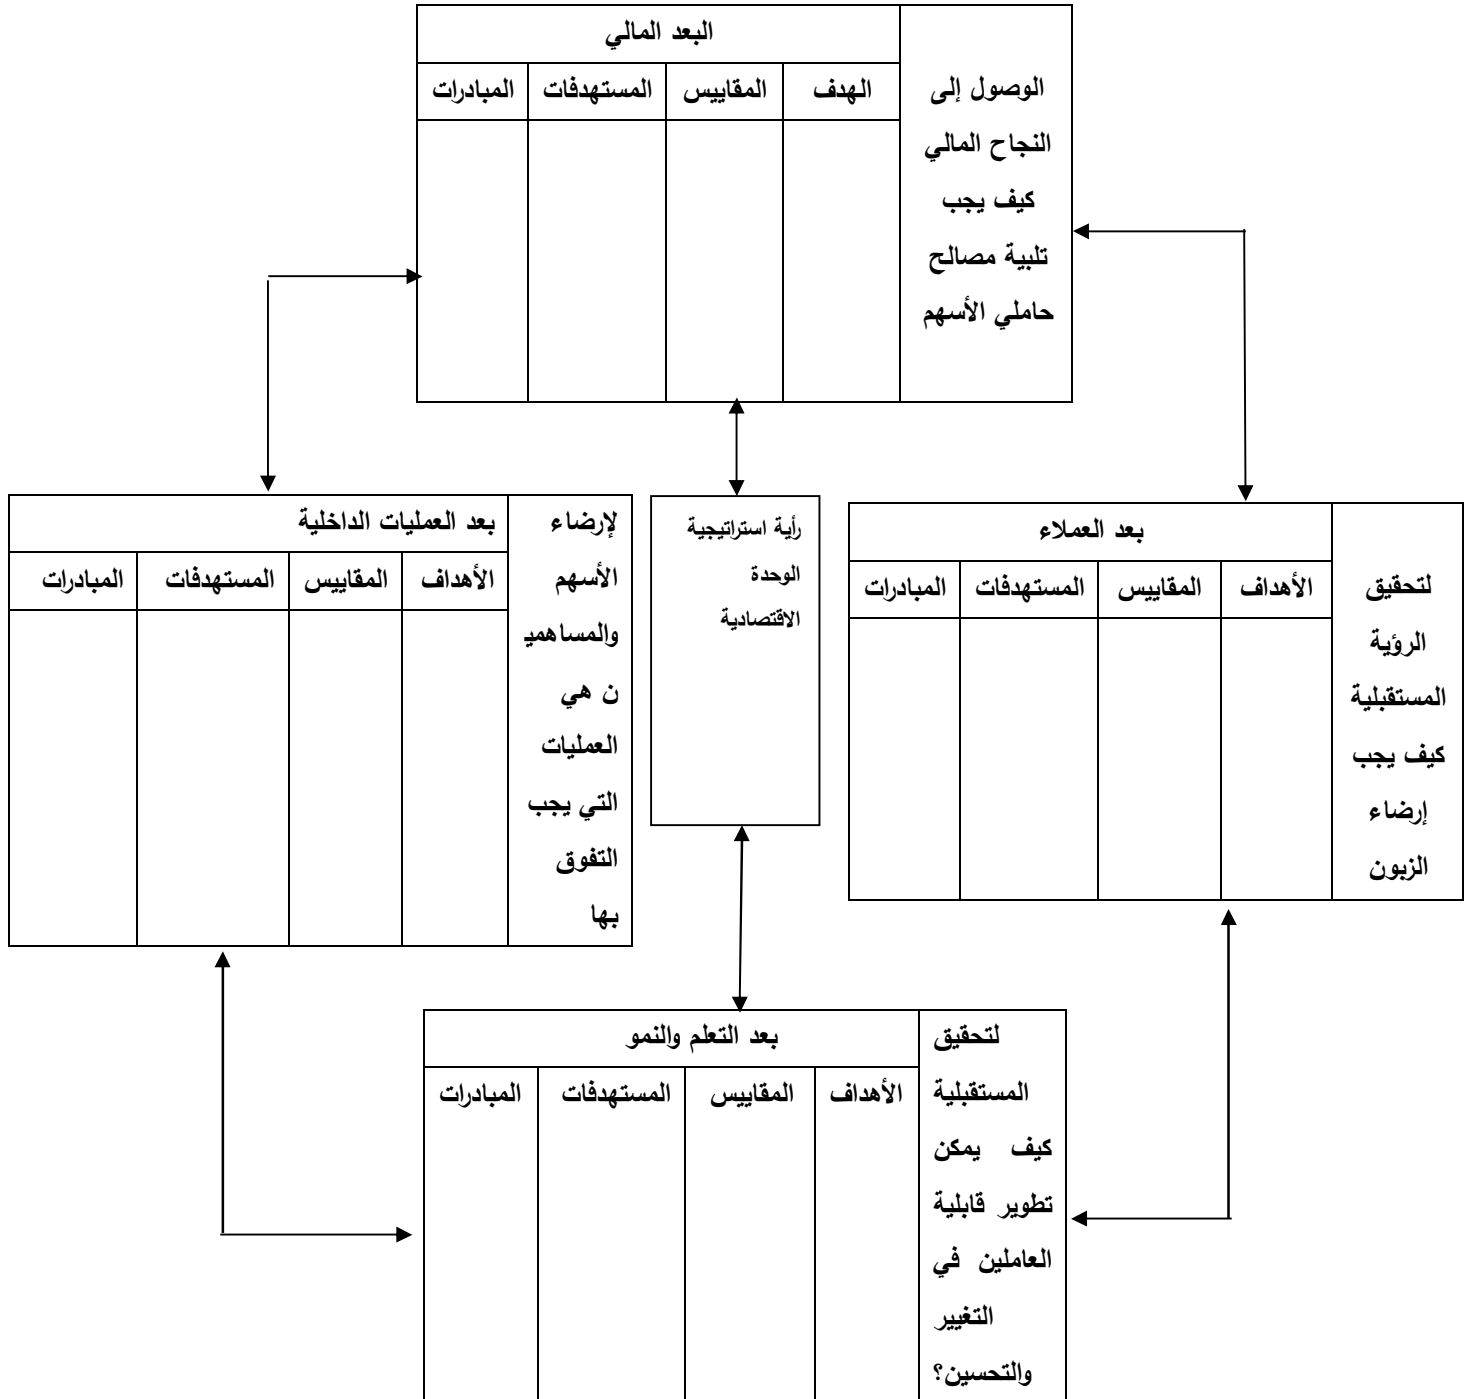 البعد المالي
الهدف
المقاييس
المستهدفات
المبادرات
الوصول إلى
النجاح المالي
كيف يجب
تلبية مصالح
حاملي الأسهم
بعد العملاء
الأهداف
المقاييس
المستهدفات
المبادرات
لتحقيق
الرؤية
المستقبلية
كيف يجب
إرضاء
الزبون
رأية استراتيجية
الوحدة
الاقتصادية
لإرضاء
الأسهم
والمساهمي
ن هي
العمليات
التي يجب
التفوق
بها
بعد العمليات الداخلية
الأهداف
المقاييس
المستهدفات
المبادرات
لتحقيق
المستقبلية
كيف يمكن
تطوير قابلية
العاملين في
التغيير
والتحسين؟
بعد التعلم والنمو
الأهداف
المقاييس
المستهدفات
المبادرات